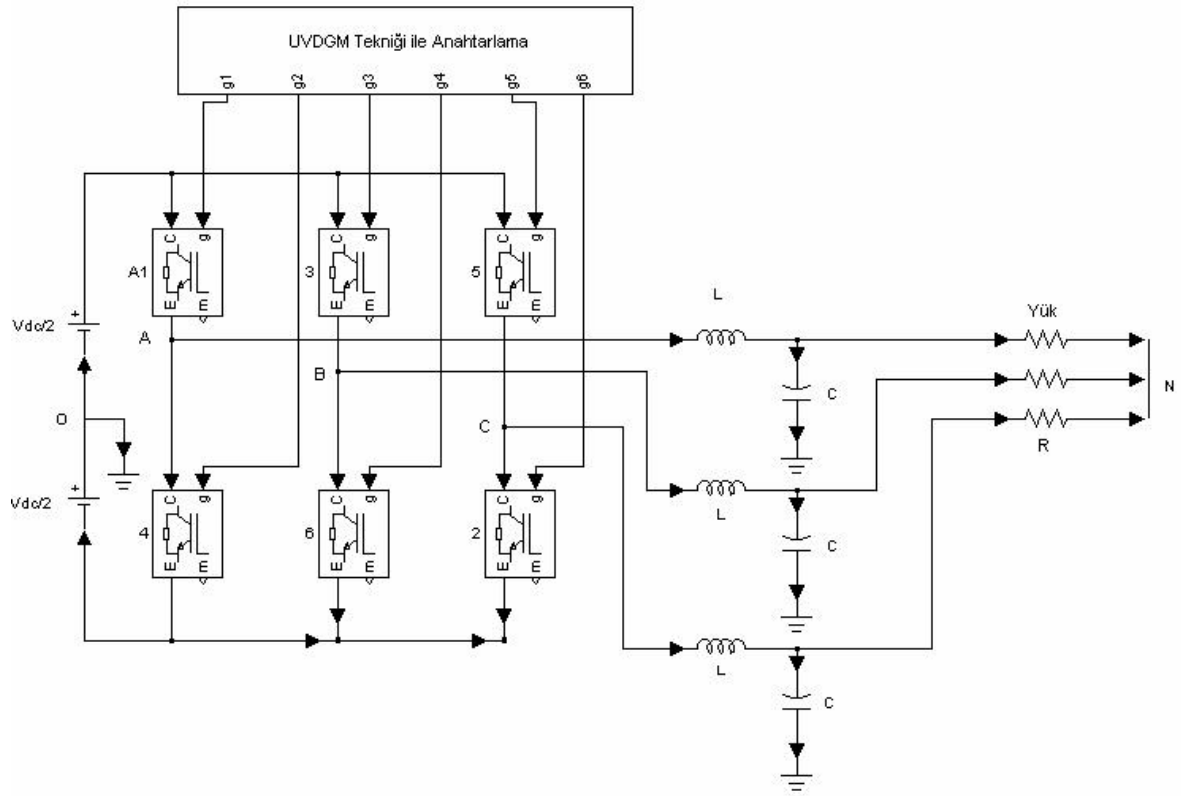 UVDGM Tekniği ile Anahtarlama
g1 g2 g3 g4 g5 g6
C g C g C g
A1 3 5
E m E m E m
+
Vdc/2
A
B
C
O
+
Vdc/2
C g C g C g
4 6 2
E m E m E m
L
C
Yük
N
R
L
C
L
C